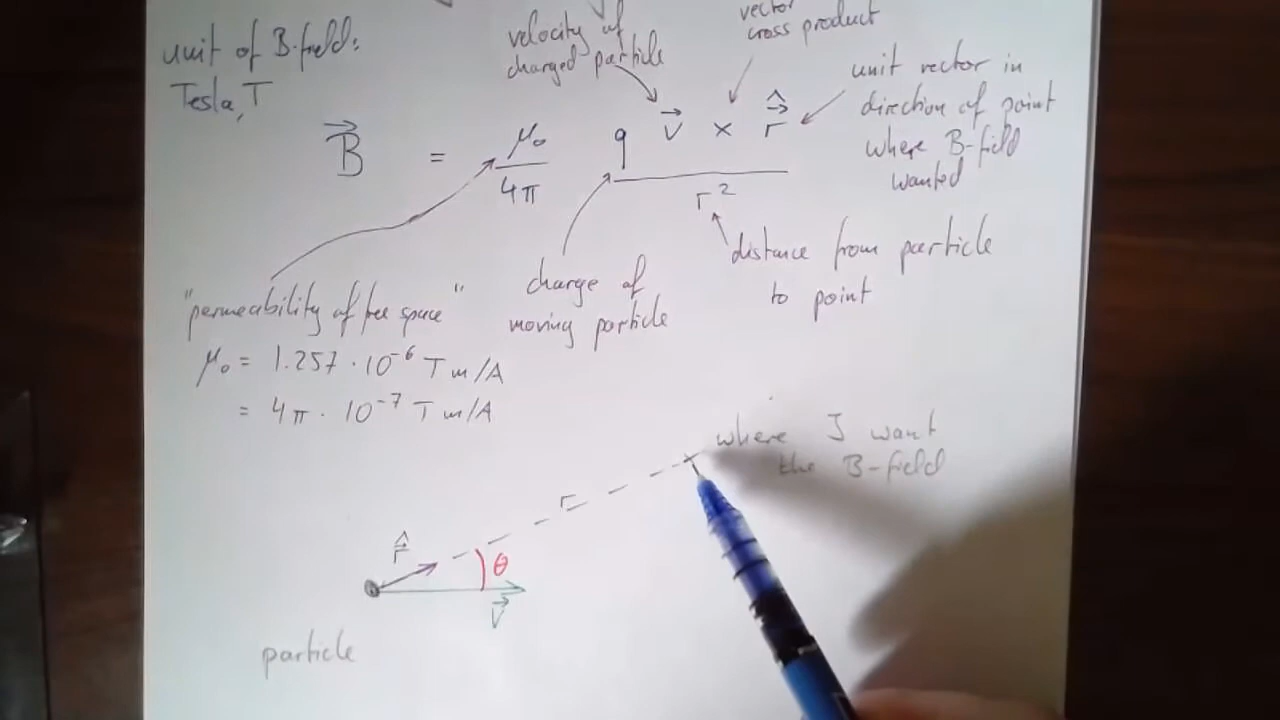 unit of B-field:
Tesla, T
velocity of
charged particle
vector
cross product
unit vector in
direction of point
where B-field
wanted
B⃗ = μ₀/4π q v⃗ × r̂⃗ / r²
distance from particle
to point
charge of
moving particle
"permeability of free space"
μ₀ = 1.257 · 10⁻⁶ T m/A
= 4π · 10⁻⁷ T m/A
where I want
the B-field
r
r̂⃗
θ
v⃗
particle